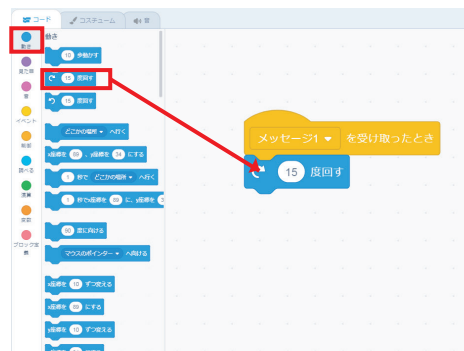 コード コスチューム 音
動き
動き
見た目
音
イベント
制御
調べる
演算
変数
ブロック定義
10 歩動かす
15 度回す
15 度回す
どこかの場所 へ行く
x座標を 69 、y座標を 34 にする
1 秒で どこかの場所 へ行く
1 秒でx座標を 69 に、y座標を 3
90 度に向ける
マウスのポインター へ向ける
x座標を 10 ずつ変える
x座標を 69 にする
y座標を 10 ずつ変える
メッセージ1 を受け取ったとき
15 度回す